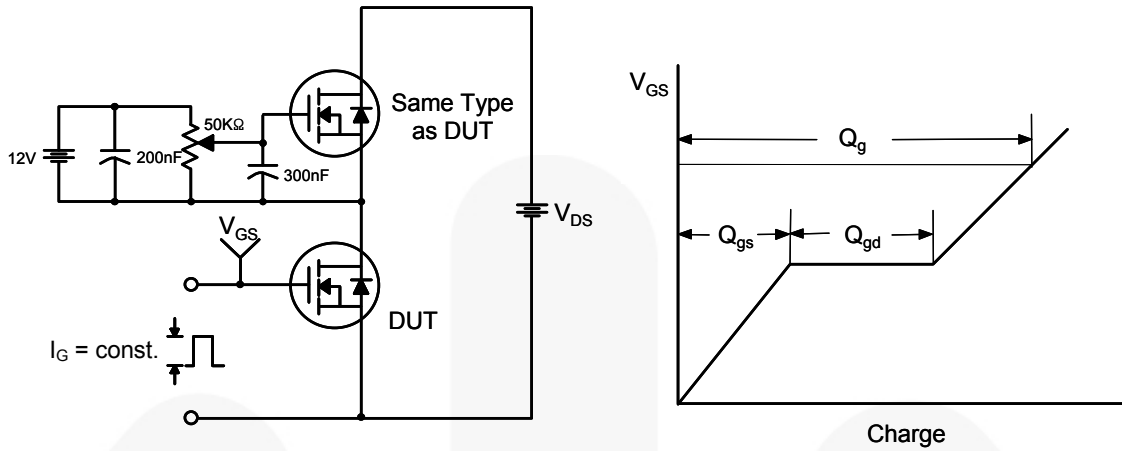 12V
200nF
50KΩ
300nF
Same Type
as DUT
V_DS
V_GS
DUT
I_G = const.
V_GS
Q_g
Q_gs
Q_gd
Charge